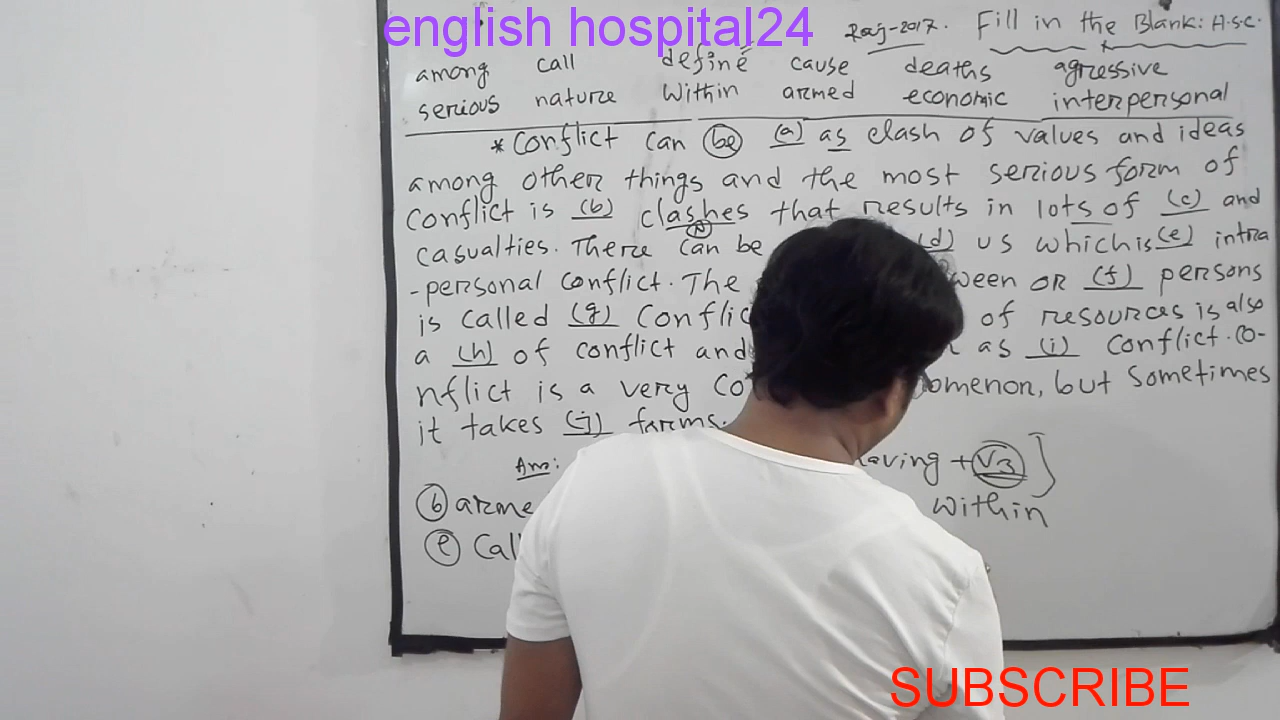 english hospital24
Raj-2017. Fill in the Blank: H.S.C.
among call define cause deaths agressive
serious nature within armed economic interpersonal
*Conflict can be (a) as clash of values and ideas
among other things and the most serious form of
conflict is (b) clashes that results in lots of (c) and
casualties. There can be (d) us which is (e) intra
-personal conflict. The ween or (f) persons
is called (g) Conflic of resources is also
a (h) of conflict and as (i) conflict. Co-
nflict is a very co omenon, but sometimes
it takes (j) forms.
Ans: having + V3]
(b) arme within
(e) Call
SUBSCRIBE